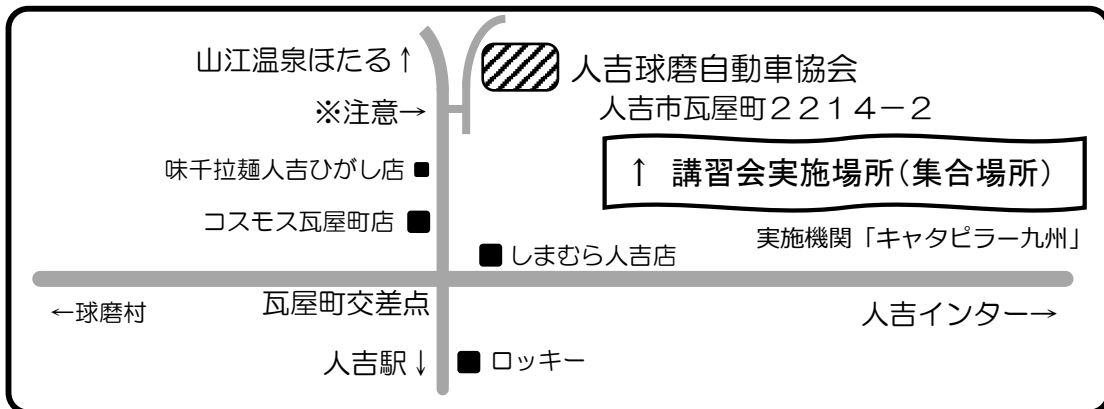 山江温泉ほたる↑
人吉球磨自動車協会
※注意→
人吉市瓦屋町2214-2
味千拉麺人吉ひがし店
↑ 講習会実施場所(集合場所)
コスモス瓦屋町店
実施機関「キャタピラー九州」
しまむら人吉店
←球磨村
瓦屋町交差点
人吉インター→
人吉駅↓
ロッキー